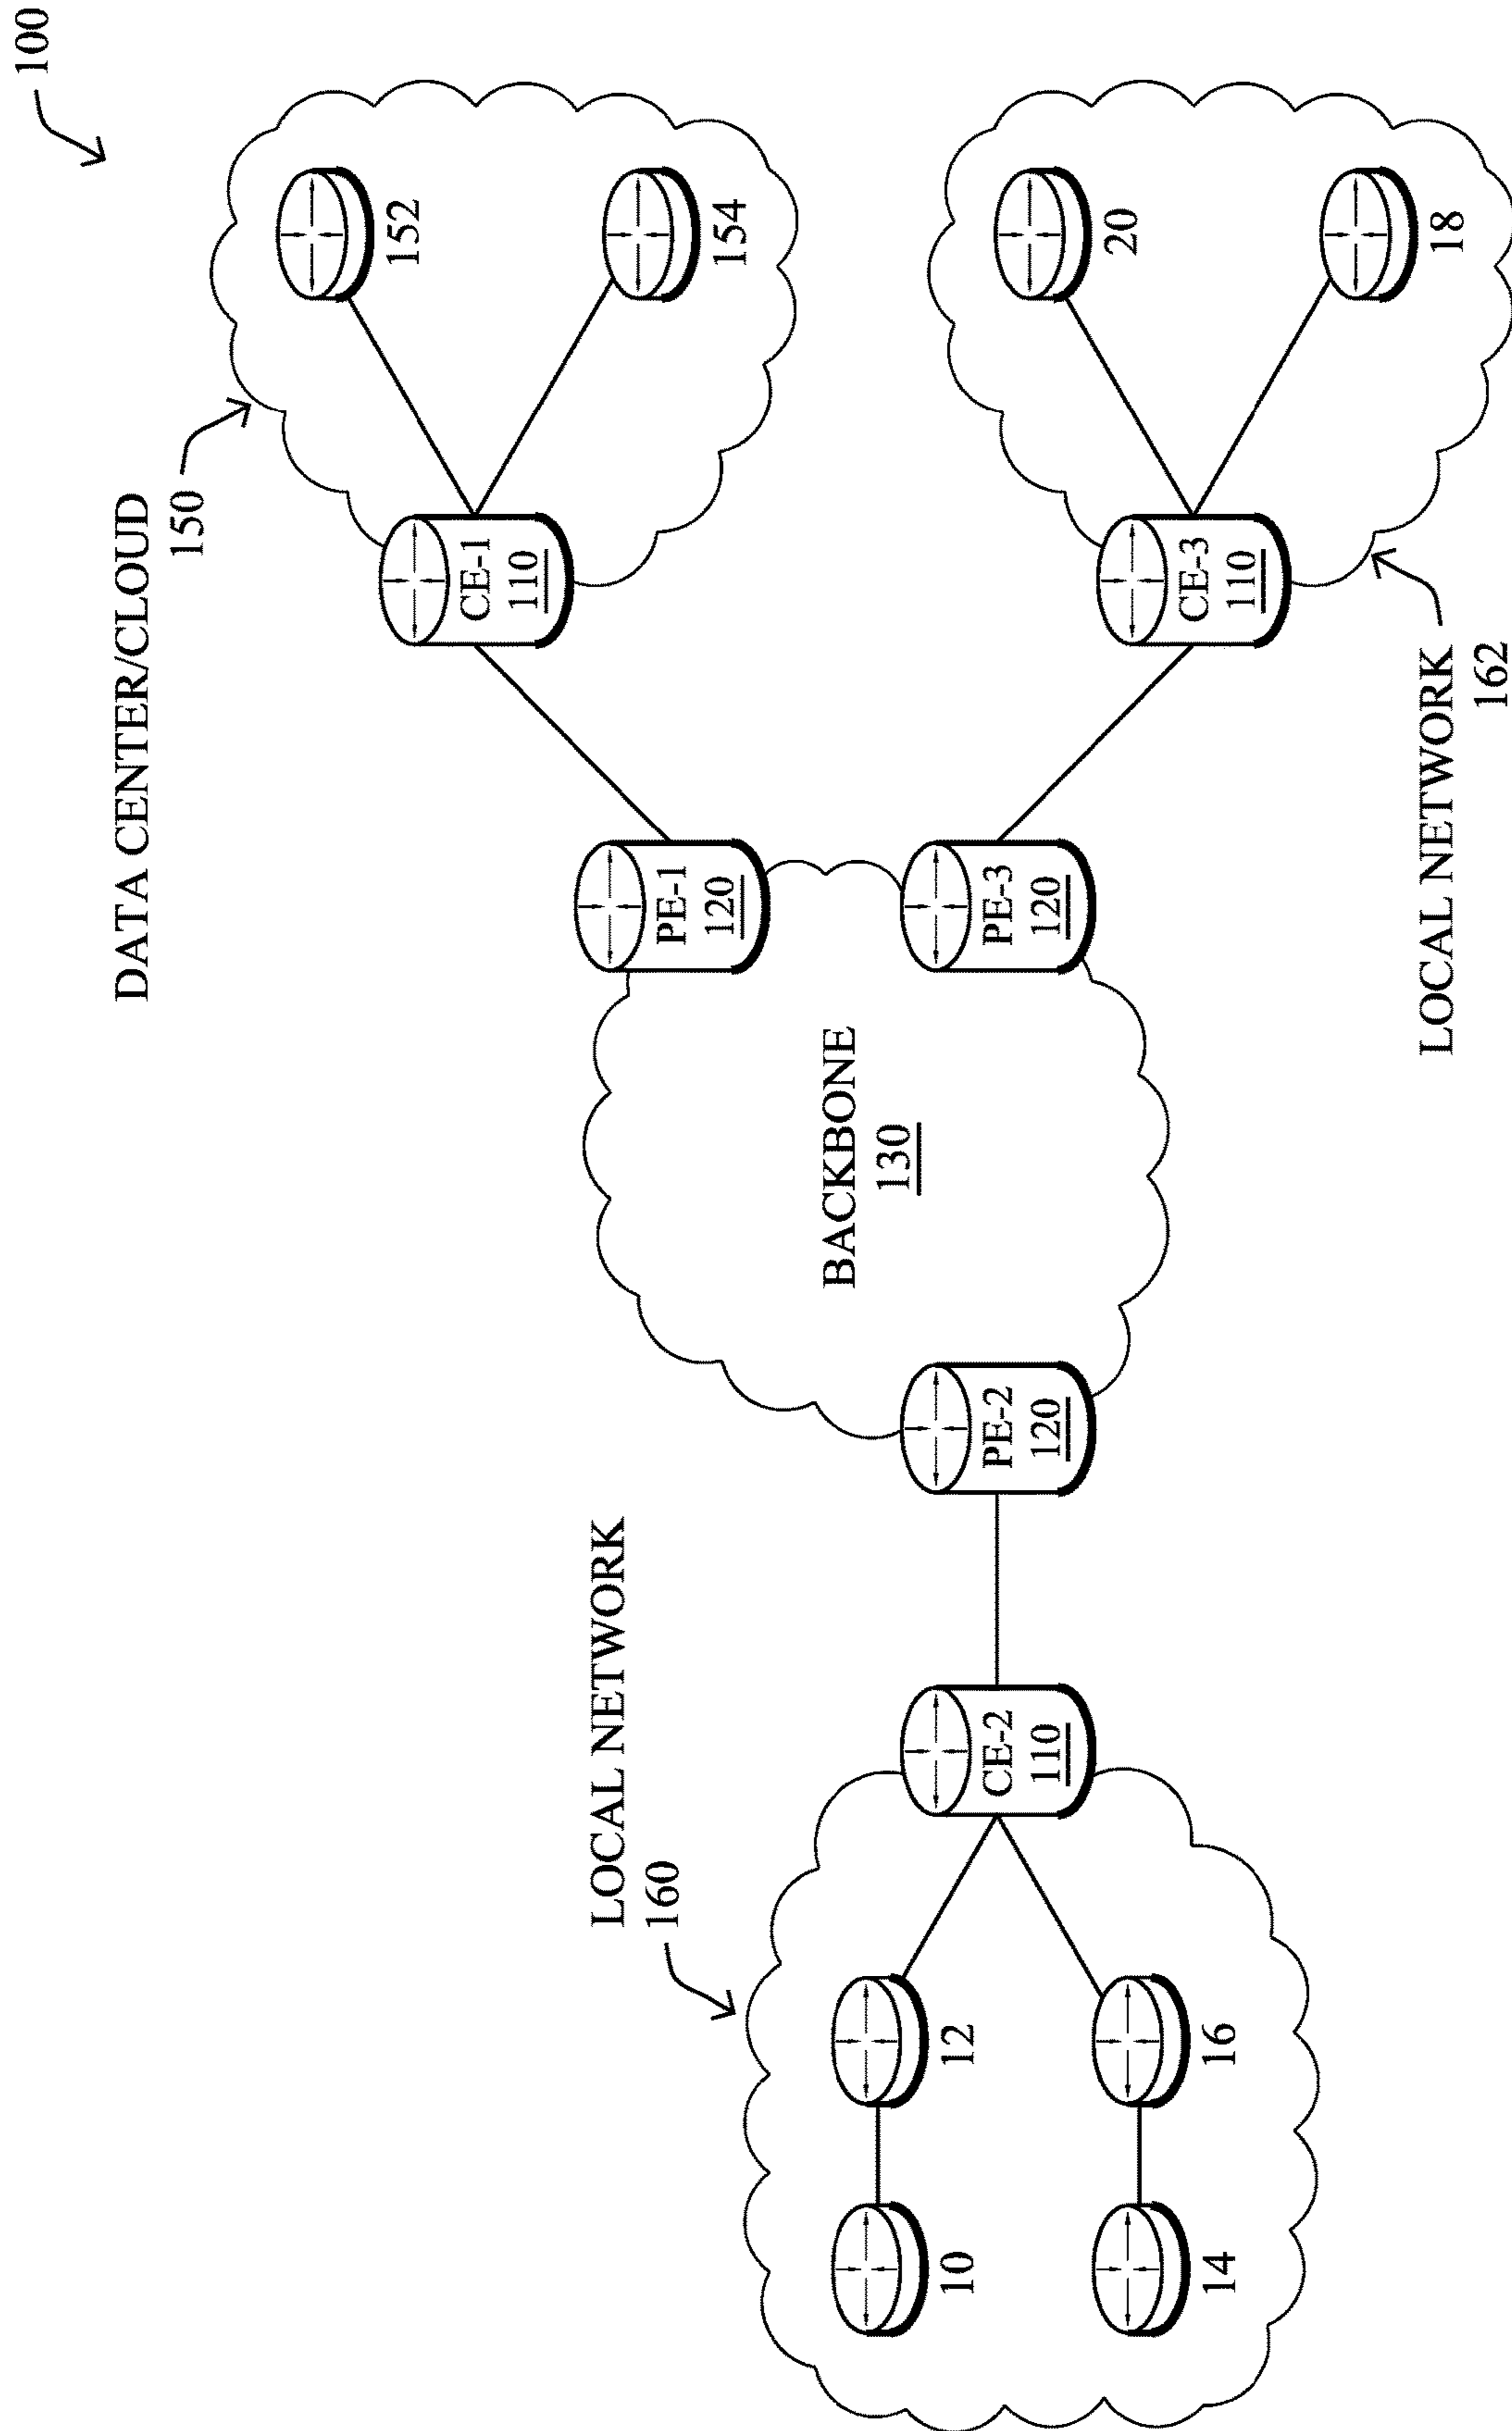 100
DATA CENTER/CLOUD
150
152
CE-1
110
154
PE-1
120
LOCAL NETWORK
160
BACKBONE
130
20
10
12
CE-2
110
PE-2
120
PE-3
120
CE-3
110
14
16
18
LOCAL NETWORK
162